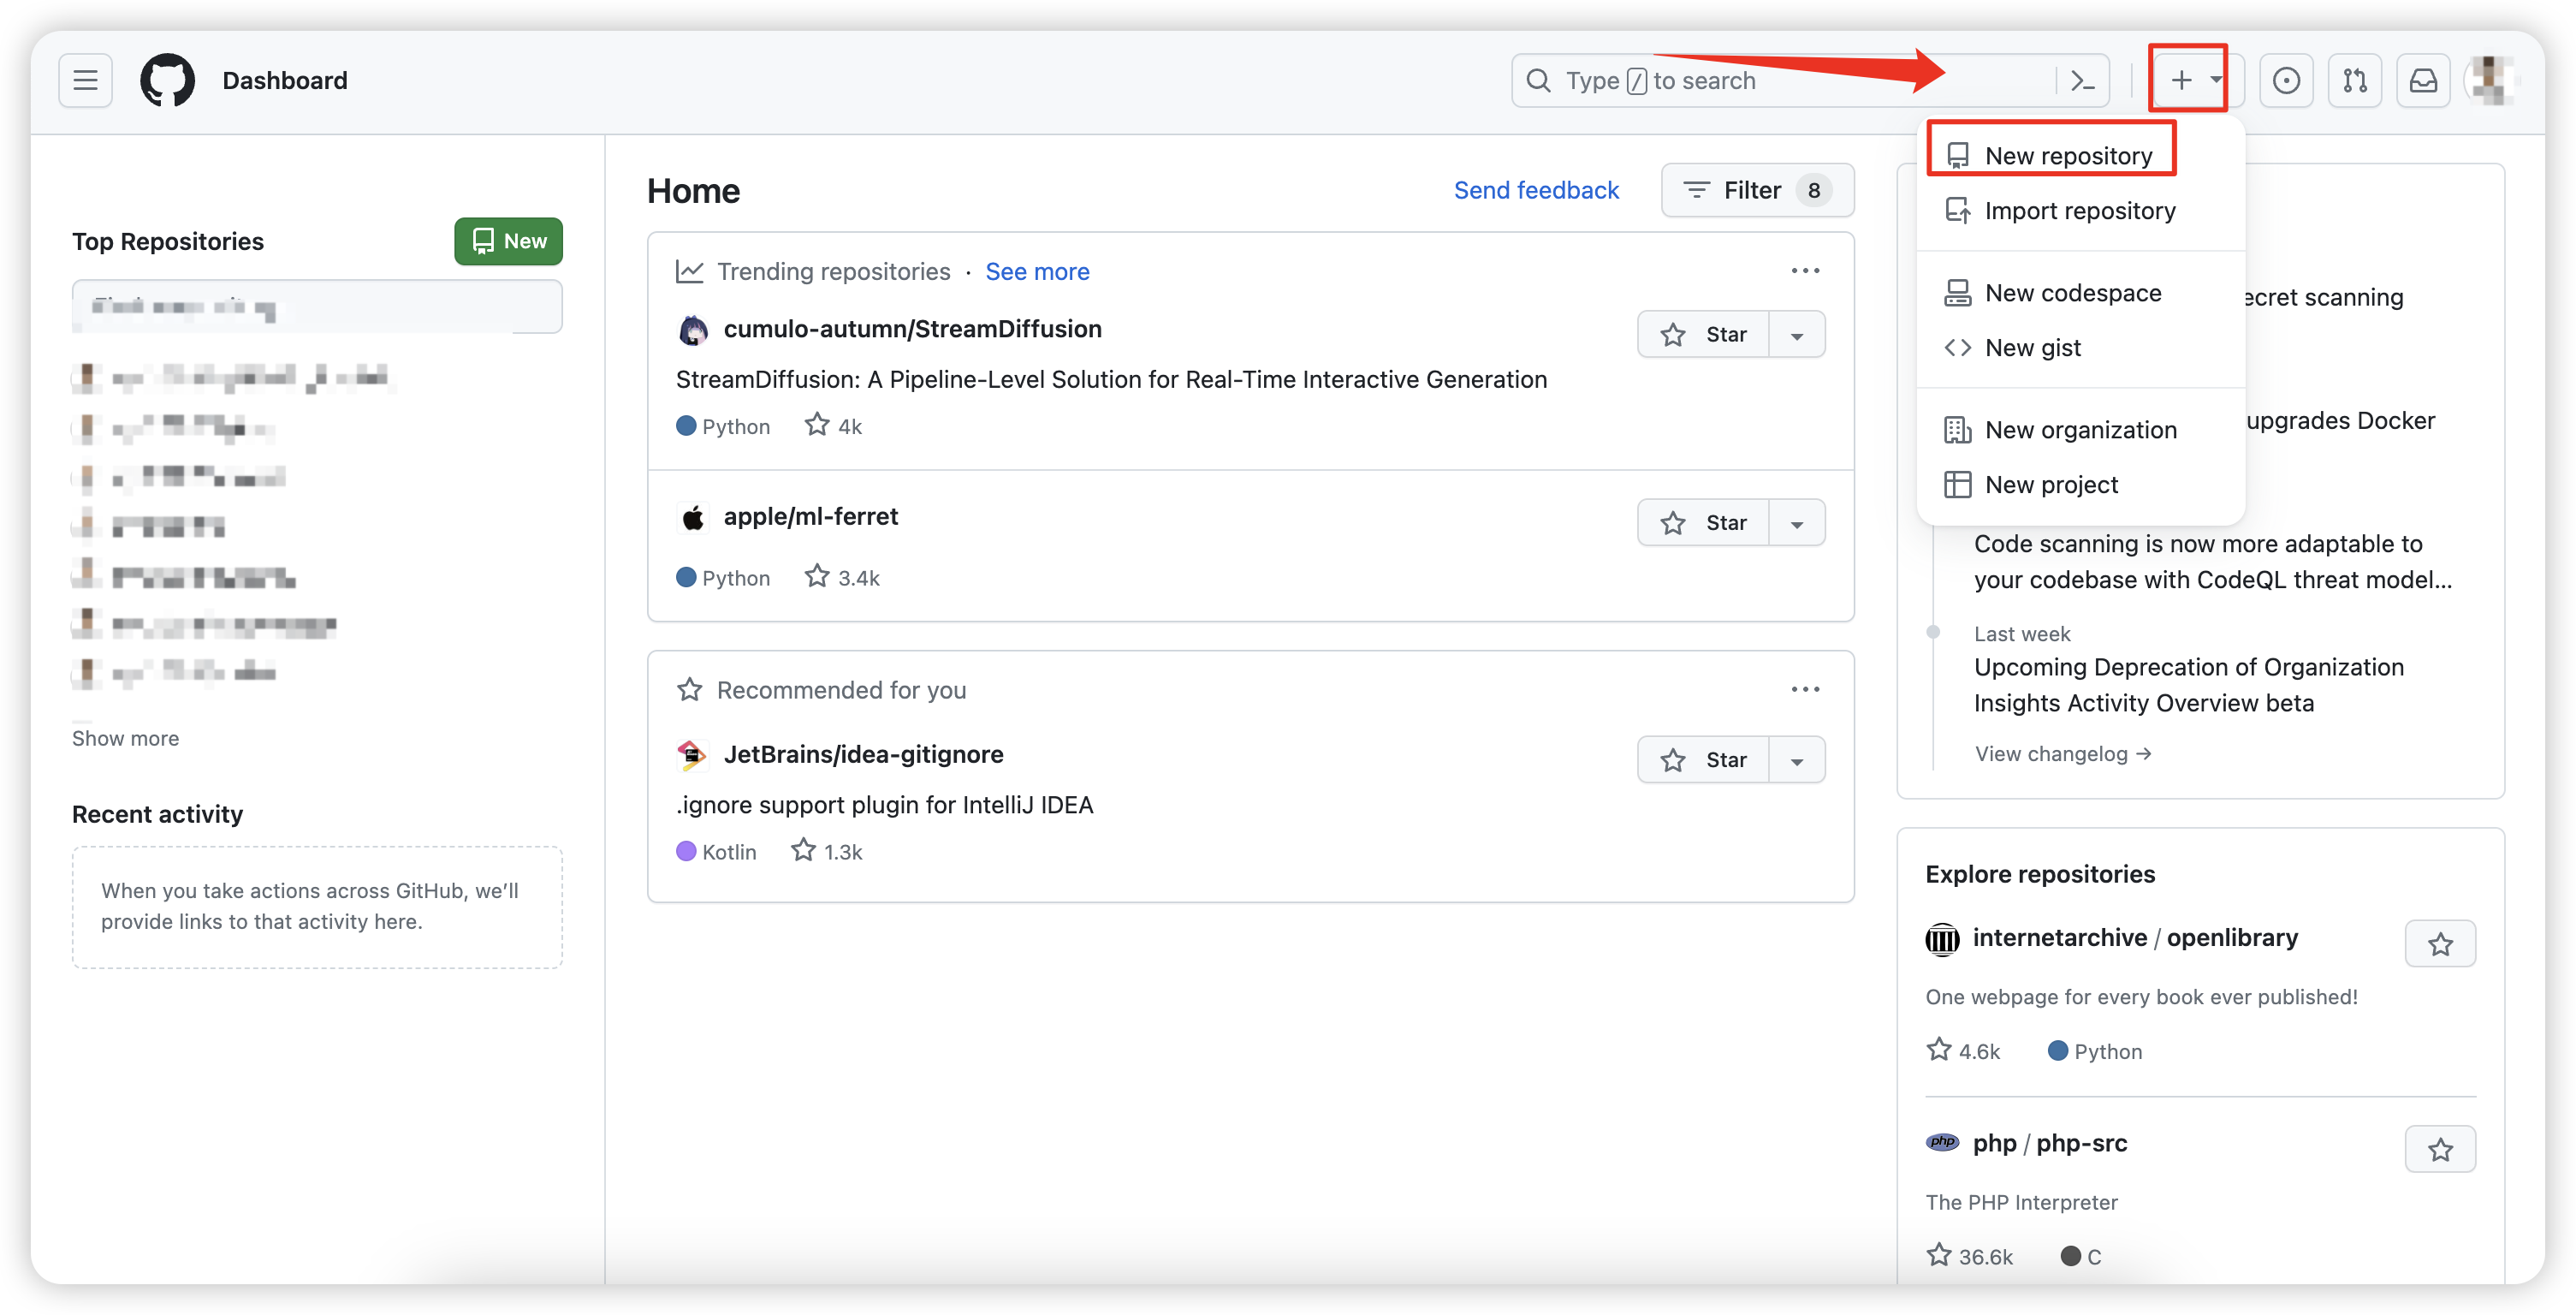 Dashboard
Type / to search
New repository
Import repository
New codespace
New gist
New organization
New project
Top Repositories
New
Show more
Recent activity
When you take actions across GitHub, we’ll
provide links to that activity here.
Home
Send feedback
Filter 8
Trending repositories · See more
cumulo-autumn/StreamDiffusion
Star
StreamDiffusion: A Pipeline-Level Solution for Real-Time Interactive Generation
Python 4k
apple/ml-ferret
Star
Python 3.4k
Recommended for you
JetBrains/idea-gitignore
Star
.ignore support plugin for IntelliJ IDEA
Kotlin 1.3k
scanning
upgrades Docker
Code scanning is now more adaptable to
your codebase with CodeQL threat model...
Last week
Upcoming Deprecation of Organization
Insights Activity Overview beta
View changelog →
Explore repositories
internetarchive / openlibrary
One webpage for every book ever published!
4.6k Python
php
php / php-src
The PHP Interpreter
36.6k C